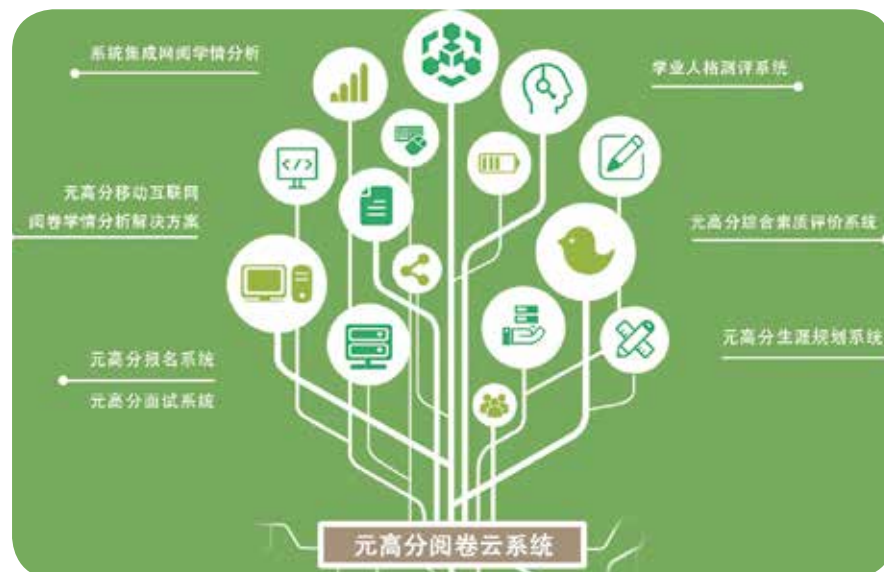 系统集成网阅学情分析
学业人格测评系统
元高分移动互联网
阅卷学情分析解决方案
元高分综合素质评价系统
元高分生涯规划系统
元高分报名系统
元高分面试系统
</>
元高分阅卷云系统